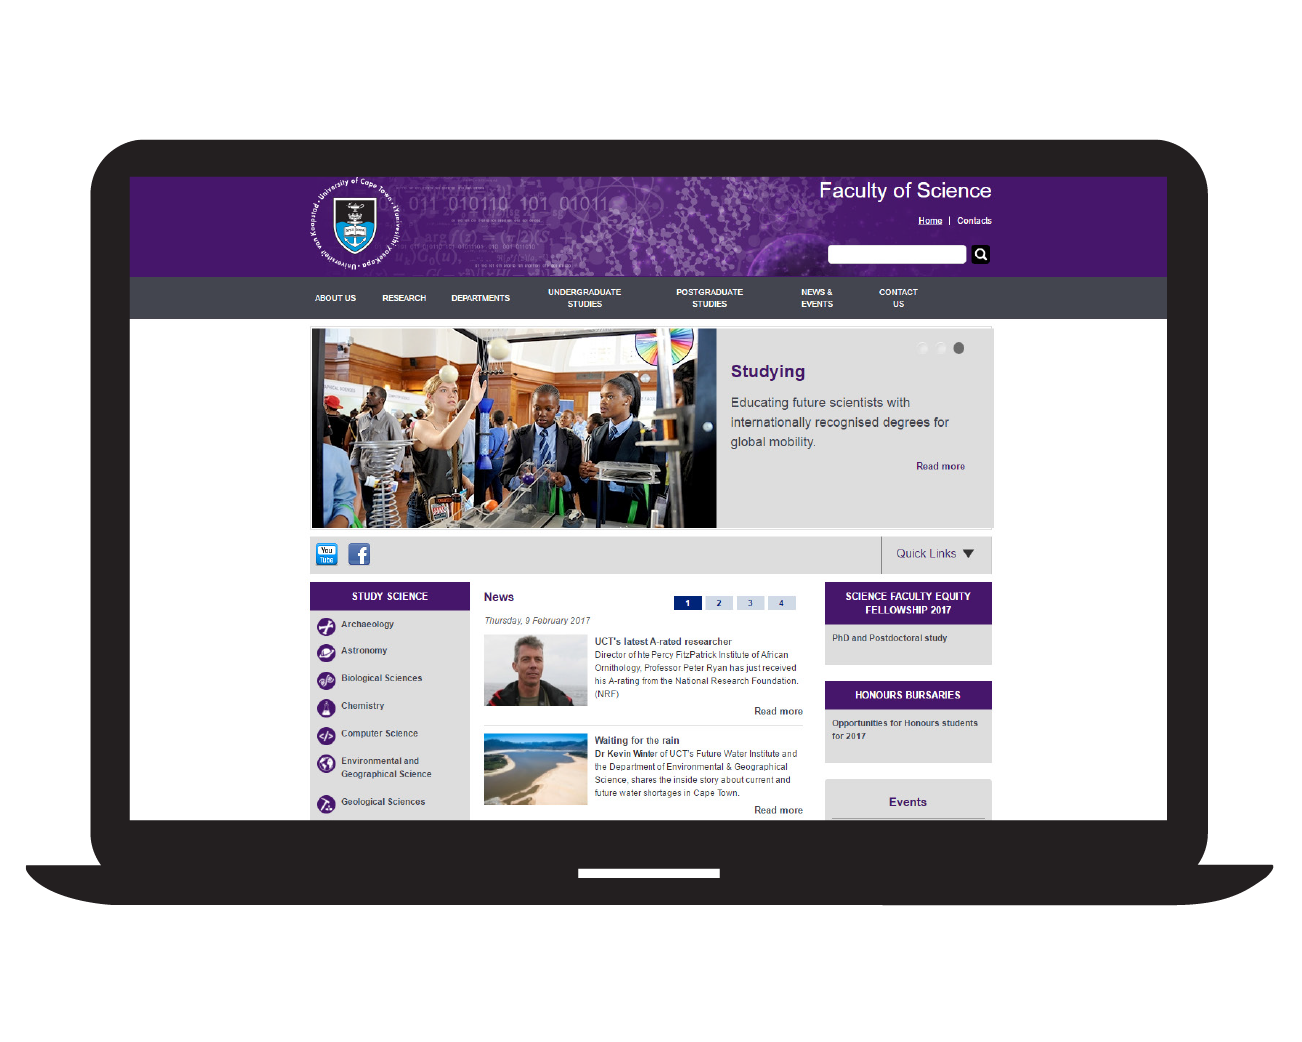 University of Cape Town · iYunivesithi yaseKapa · Universiteit van Kaapstad
011 010110 101 01011
Faculty of Science
Home | Contacts
ABOUT US
RESEARCH
DEPARTMENTS
UNDERGRADUATE
STUDIES
POSTGRADUATE
STUDIES
NEWS &
EVENTS
CONTACT
US
Studying
Educating future scientists with
internationally recognised degrees for
global mobility.
Read more
You
Tube
f
Quick Links
STUDY SCIENCE
Archaeology
Astronomy
Biological Sciences
Chemistry
Computer Science
Environmental and
Geographical Science
Geological Sciences
News
1 2 3 4
Thursday, 9 February 2017
UCT's latest A-rated researcher
Director of hte Percy FitzPatrick Institute of African
Ornithology, Professor Peter Ryan has just received
his A-rating from the National Research Foundation.
(NRF)
Read more
Waiting for the rain
Dr Kevin Winter of UCT's Future Water Institute and
the Department of Environmental & Geographical
Science, shares the inside story about current and
future water shortages in Cape Town.
Read more
SCIENCE FACULTY EQUITY
FELLOWSHIP 2017
PhD and Postdoctoral study
HONOURS BURSARIES
Opportunities for Honours students
for 2017
Events